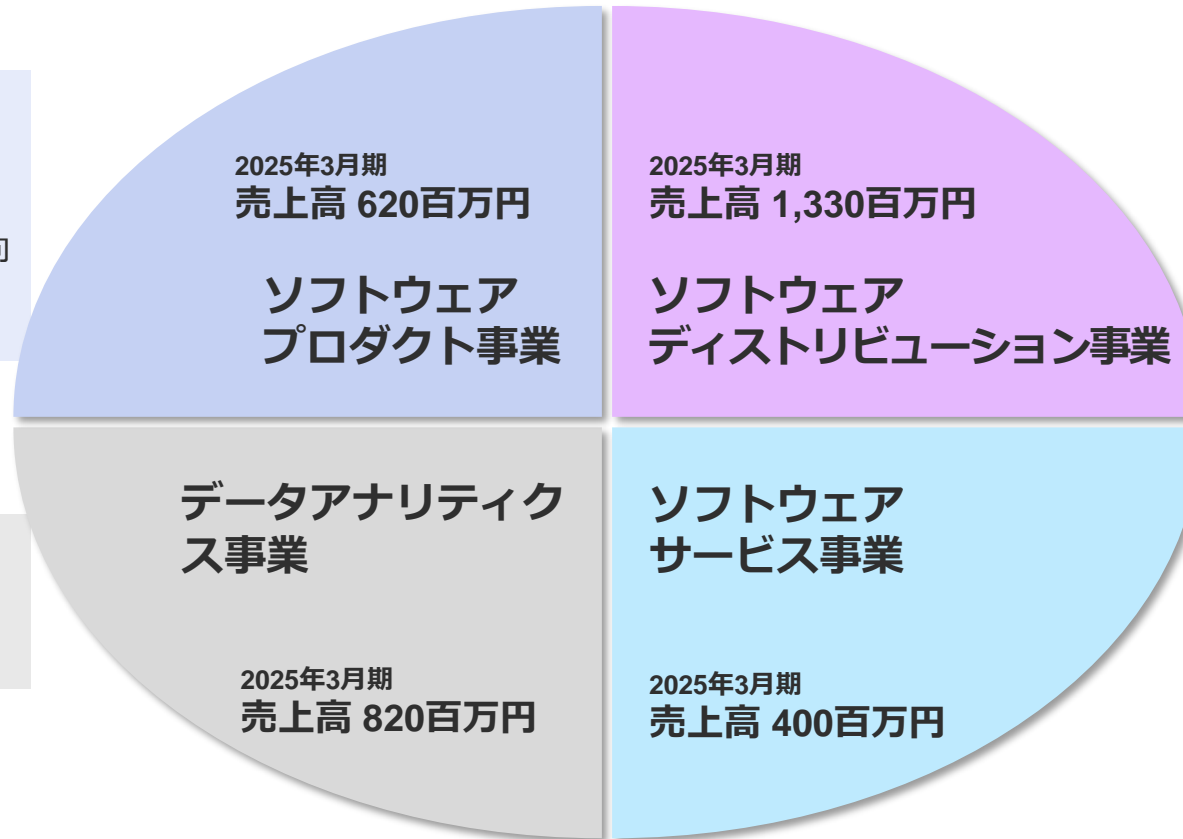 2025年3月期
売上高 620百万円
ソフトウェア
プロダクト事業
2025年3月期
売上高 1,330百万円
ソフトウェア
ディストリビューション事業
データアナリティク
ス事業
2025年3月期
売上高 820百万円
ソフトウェア
サービス事業
2025年3月期
売上高 400百万円